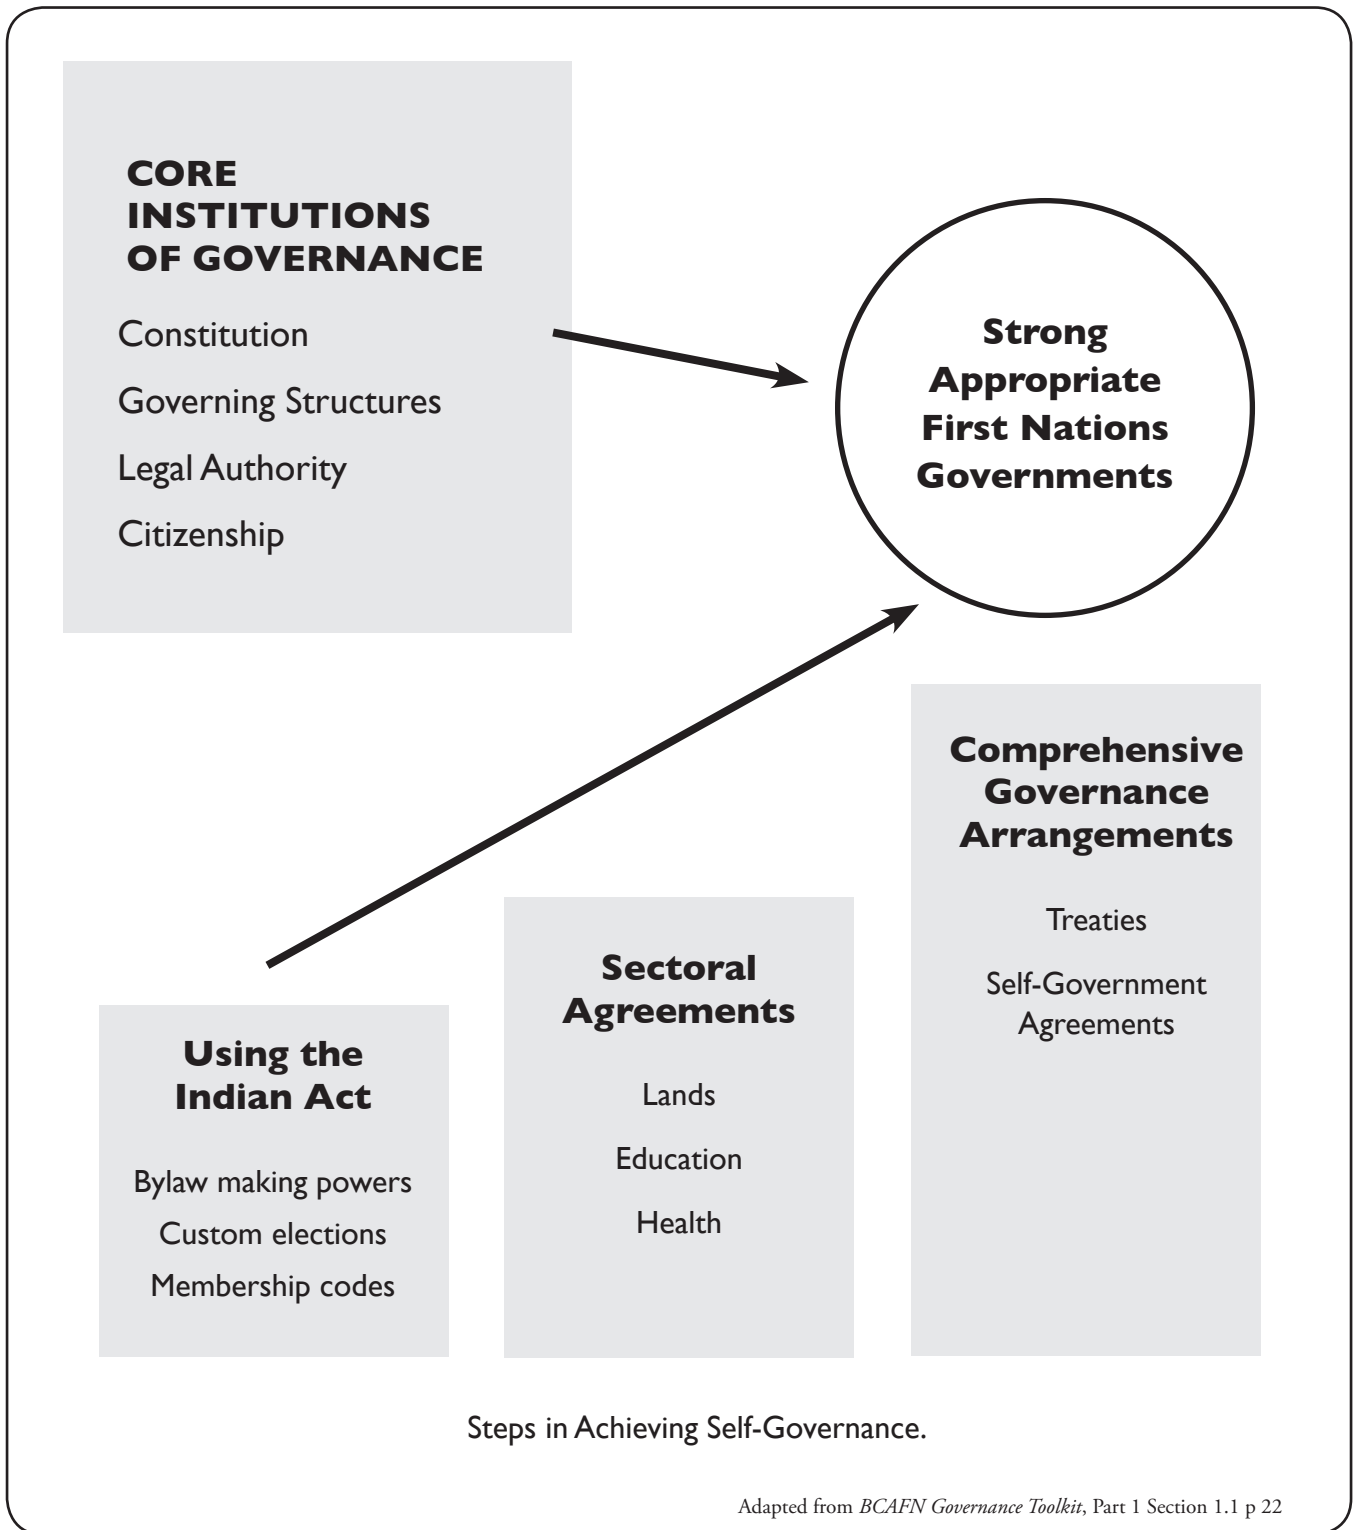 CORE
INSTITUTIONS
OF GOVERNANCE
Constitution
Governing Structures
Legal Authority
Citizenship
Strong
Appropriate
First Nations
Governments
Using the
Indian Act
Bylaw making powers
Custom elections
Membership codes
Sectoral
Agreements
Lands
Education
Health
Comprehensive
Governance
Arrangements
Treaties
Self-Government
Agreements
Steps in Achieving Self-Governance.
Adapted from BCAFN Governance Toolkit, Part 1 Section 1.1 p 22